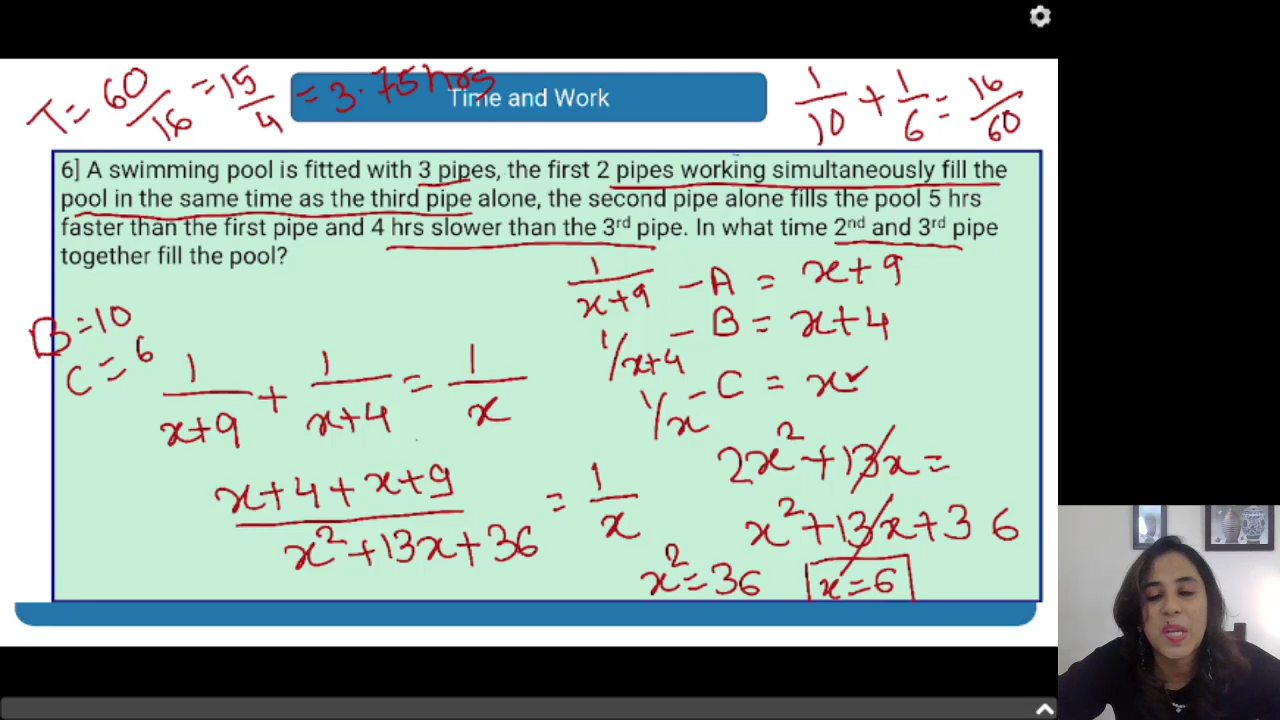 T = 60/16 = 15/4 = 3.75 hrs
Time and Work
1/10 + 1/6 = 16/60
6] A swimming pool is fitted with 3 pipes, the first 2 pipes working simultaneously fill the
pool in the same time as the third pipe alone, the second pipe alone fills the pool 5 hrs
faster than the first pipe and 4 hrs slower than the 3rd pipe. In what time 2nd and 3rd pipe
together fill the pool?
1/x+9 - A = x+9
1/x+4 - B = x+4
1/x - C = x
B = 10
C = 6
1/x+9 + 1/x+4 = 1/x
x+4+x+9/x²+13x+36 = 1/x
2x²+13x =
x²+13x+36
x² = 36
x = 6